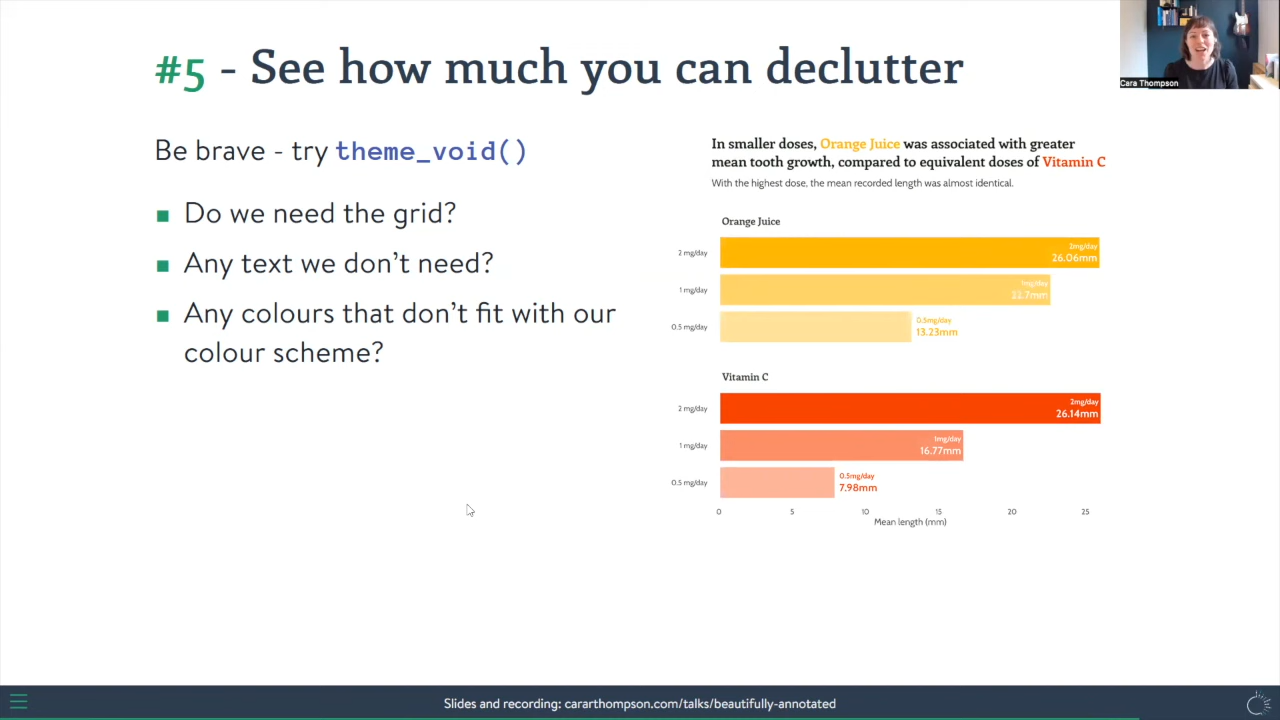 #5 - See how much you can declutter
Cara Thompson
Be brave - try theme_void()
Do we need the grid?
Any text we don't need?
Any colours that don't fit with our
colour scheme?
In smaller doses, Orange Juice was associated with greater
mean tooth growth, compared to equivalent doses of Vitamin C
With the highest dose, the mean recorded length was almost identical.
Orange Juice
2 mg/day
2mg/day
26.06mm
1 mg/day
1mg/day
22.7mm
0.5 mg/day
0.5mg/day
13.23mm
Vitamin C
2 mg/day
2mg/day
26.14mm
1 mg/day
1mg/day
16.77mm
0.5 mg/day
0.5mg/day
7.98mm
0 5 10 15 20 25
Mean length (mm)
Slides and recording: cararthompson.com/talks/beautifully-annotated